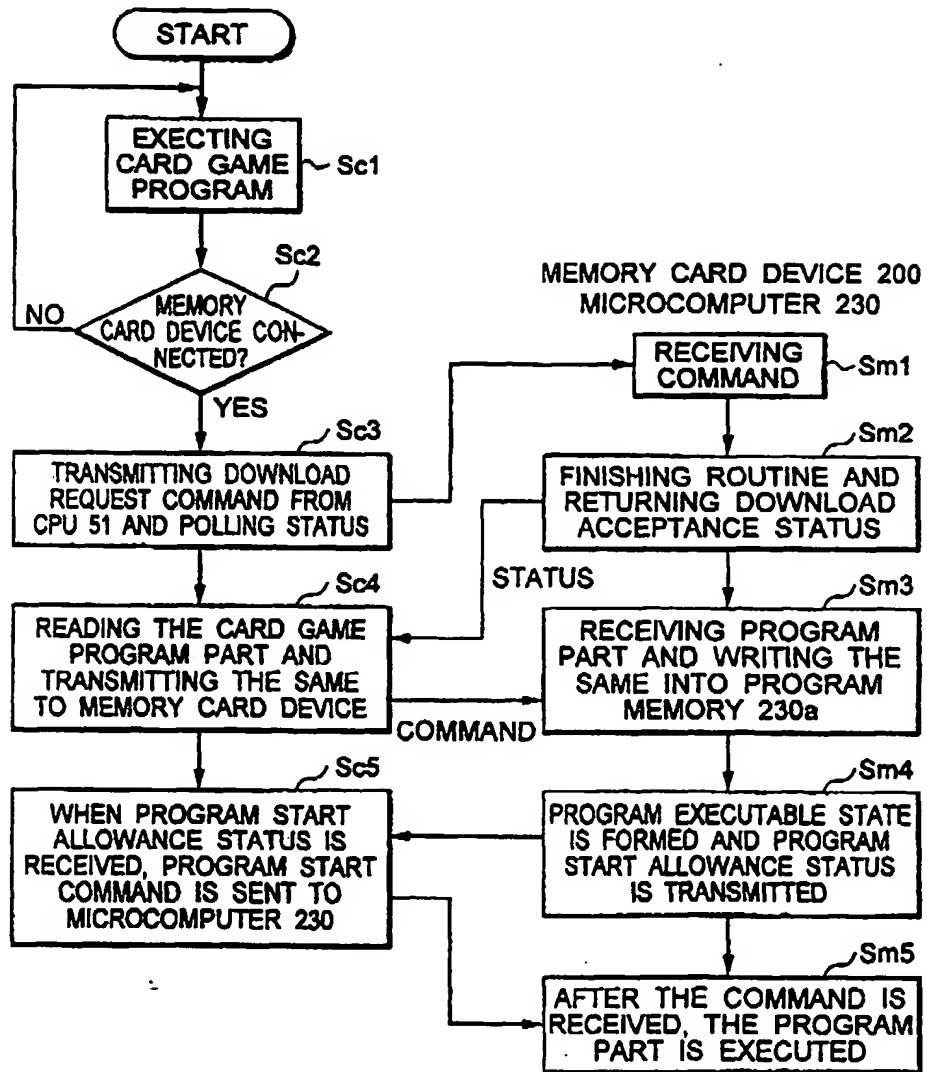 START
EXECTING
CARD GAME
PROGRAM
Sc1
Sc2
MEMORY
CARD DEVICE CON-
NECTED?
NO
YES
Sc3
TRANSMITTING DOWNLOAD
REQUEST COMMAND FROM
CPU 51 AND POLLING STATUS
Sc4
READING THE CARD GAME
PROGRAM PART AND
TRANSMITTING THE SAME
TO MEMORY CARD DEVICE
Sc5
WHEN PROGRAM START
ALLOWANCE STATUS IS
RECEIVED, PROGRAM START
COMMAND IS SENT TO
MICROCOMPUTER 230
MEMORY CARD DEVICE 200
MICROCOMPUTER 230
RECEIVING
COMMAND
Sm1
Sm2
FINISHING ROUTINE AND
RETURNING DOWNLOAD
ACCEPTANCE STATUS
STATUS
Sm3
RECEIVING PROGRAM
PART AND WRITING THE
SAME INTO PROGRAM
MEMORY 230a
COMMAND
Sm4
PROGRAM EXECUTABLE STATE
IS FORMED AND PROGRAM
START ALLOWANCE STATUS
IS TRANSMITTED
Sm5
AFTER THE COMMAND IS
RECEIVED, THE PROGRAM
PART IS EXECUTED